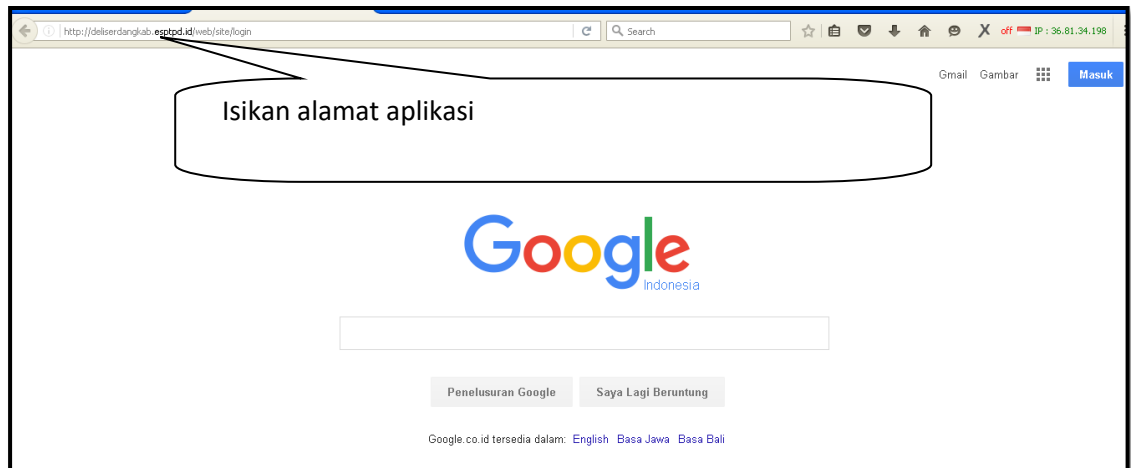 http://deliserdangkab.esptpd.id/web/site/login
Search
off IP : 36.81.34.198
Gmail Gambar Masuk
Isikan alamat aplikasi
Google
Indonesia
Penelusuran Google Saya Lagi Beruntung
Google.co.id tersedia dalam: English Basa Jawa Basa Bali